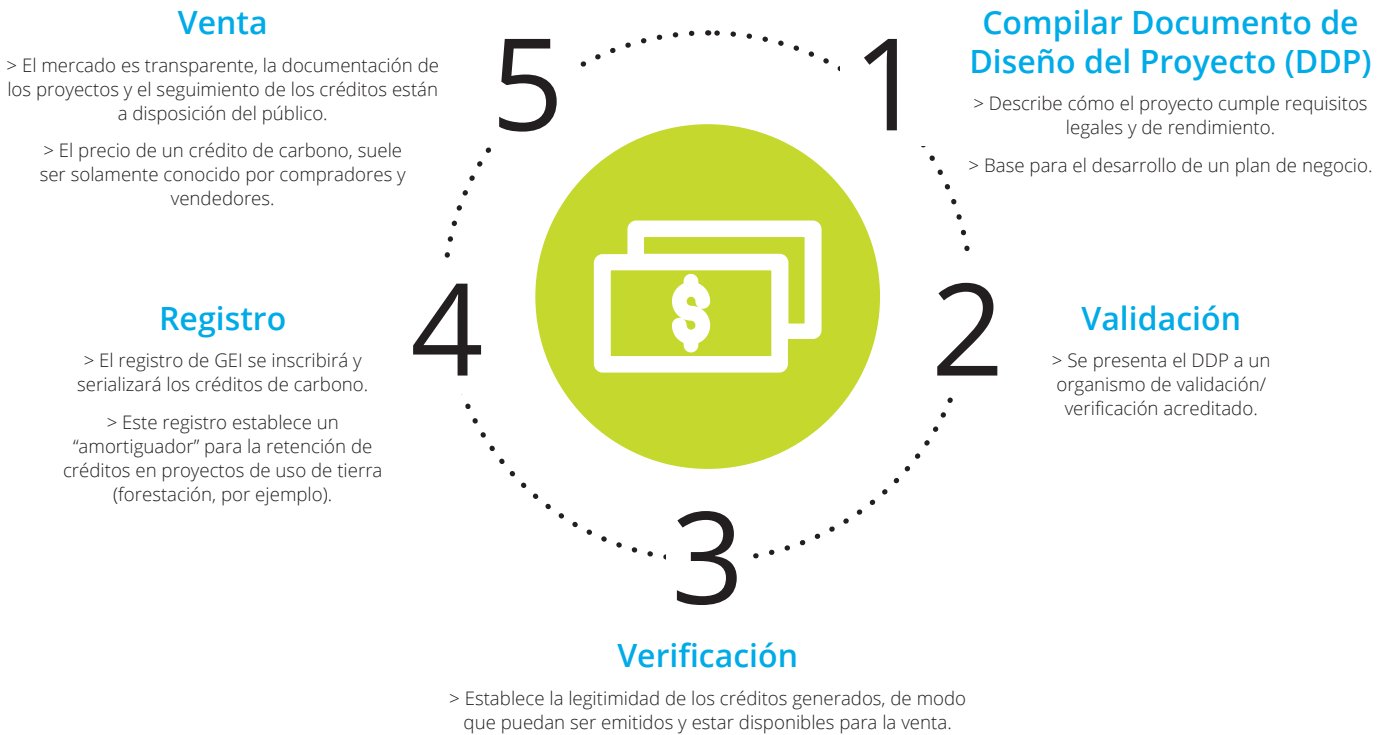 1
Compilar Documento de
Diseño del Proyecto (DDP)
> Describe cómo el proyecto cumple requisitos
legales y de rendimiento.
> Base para el desarrollo de un plan de negocio.
2
Validación
> Se presenta el DDP a un
organismo de validación/
verificación acreditado.
3
Verificación
> Establece la legitimidad de los créditos generados, de modo
que puedan ser emitidos y estar disponibles para la venta.
4
Registro
> El registro de GEI se inscribirá y
serializará los créditos de carbono.
> Este registro establece un
“amortiguador” para la retención de
créditos en proyectos de uso de tierra
(forestación, por ejemplo).
5
Venta
> El mercado es transparente, la documentación de
los proyectos y el seguimiento de los créditos están
a disposición del público.
> El precio de un crédito de carbono, suele
ser solamente conocido por compradores y
vendedores.
$